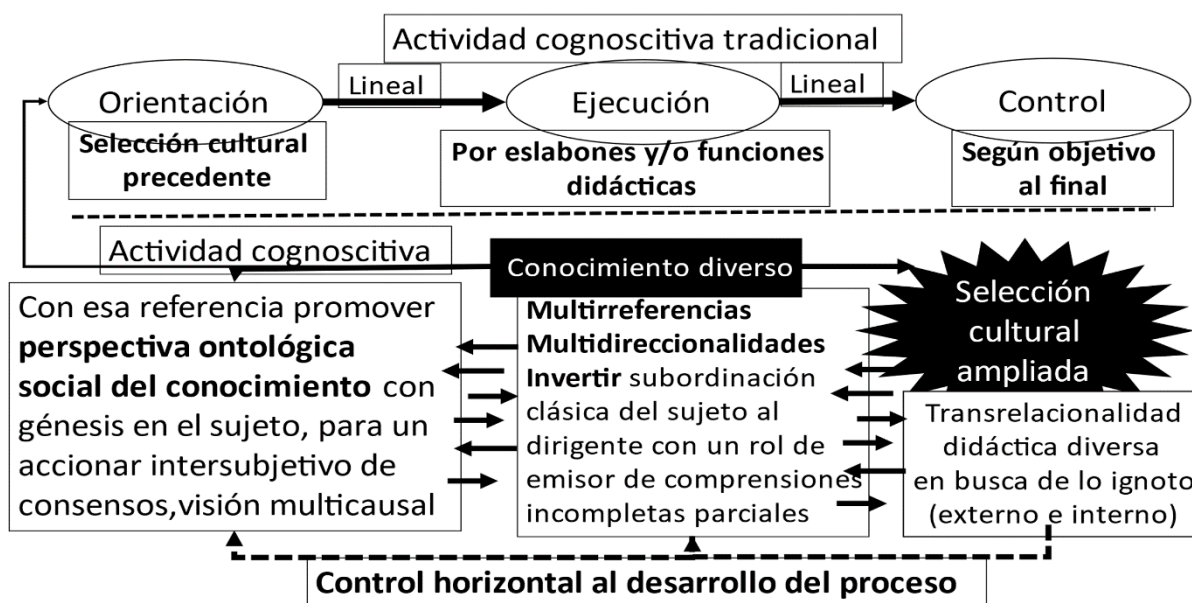 Actividad cognoscitiva tradicional
Orientación
Lineal
Ejecución
Lineal
Control
Selección cultural
precedente
Por eslabones y/o funciones
didácticas
Según objetivo
al final
Actividad cognoscitiva
Conocimiento diverso
Selección
cultural
ampliada
Con esa referencia promover
perspectiva ontológica
social del conocimiento con
génesis en el sujeto, para un
accionar intersubjetivo de
consensos,visión multicausal
Multirreferencias
Multidireccionalidades
Invertir subordinación
clásica del sujeto al
dirigente con un rol de
emisor de comprensiones
incompletas parciales
Transrelacionalidad
didáctica diversa
en busca de lo ignoto
(externo e interno)
Control horizontal al desarrollo del proceso